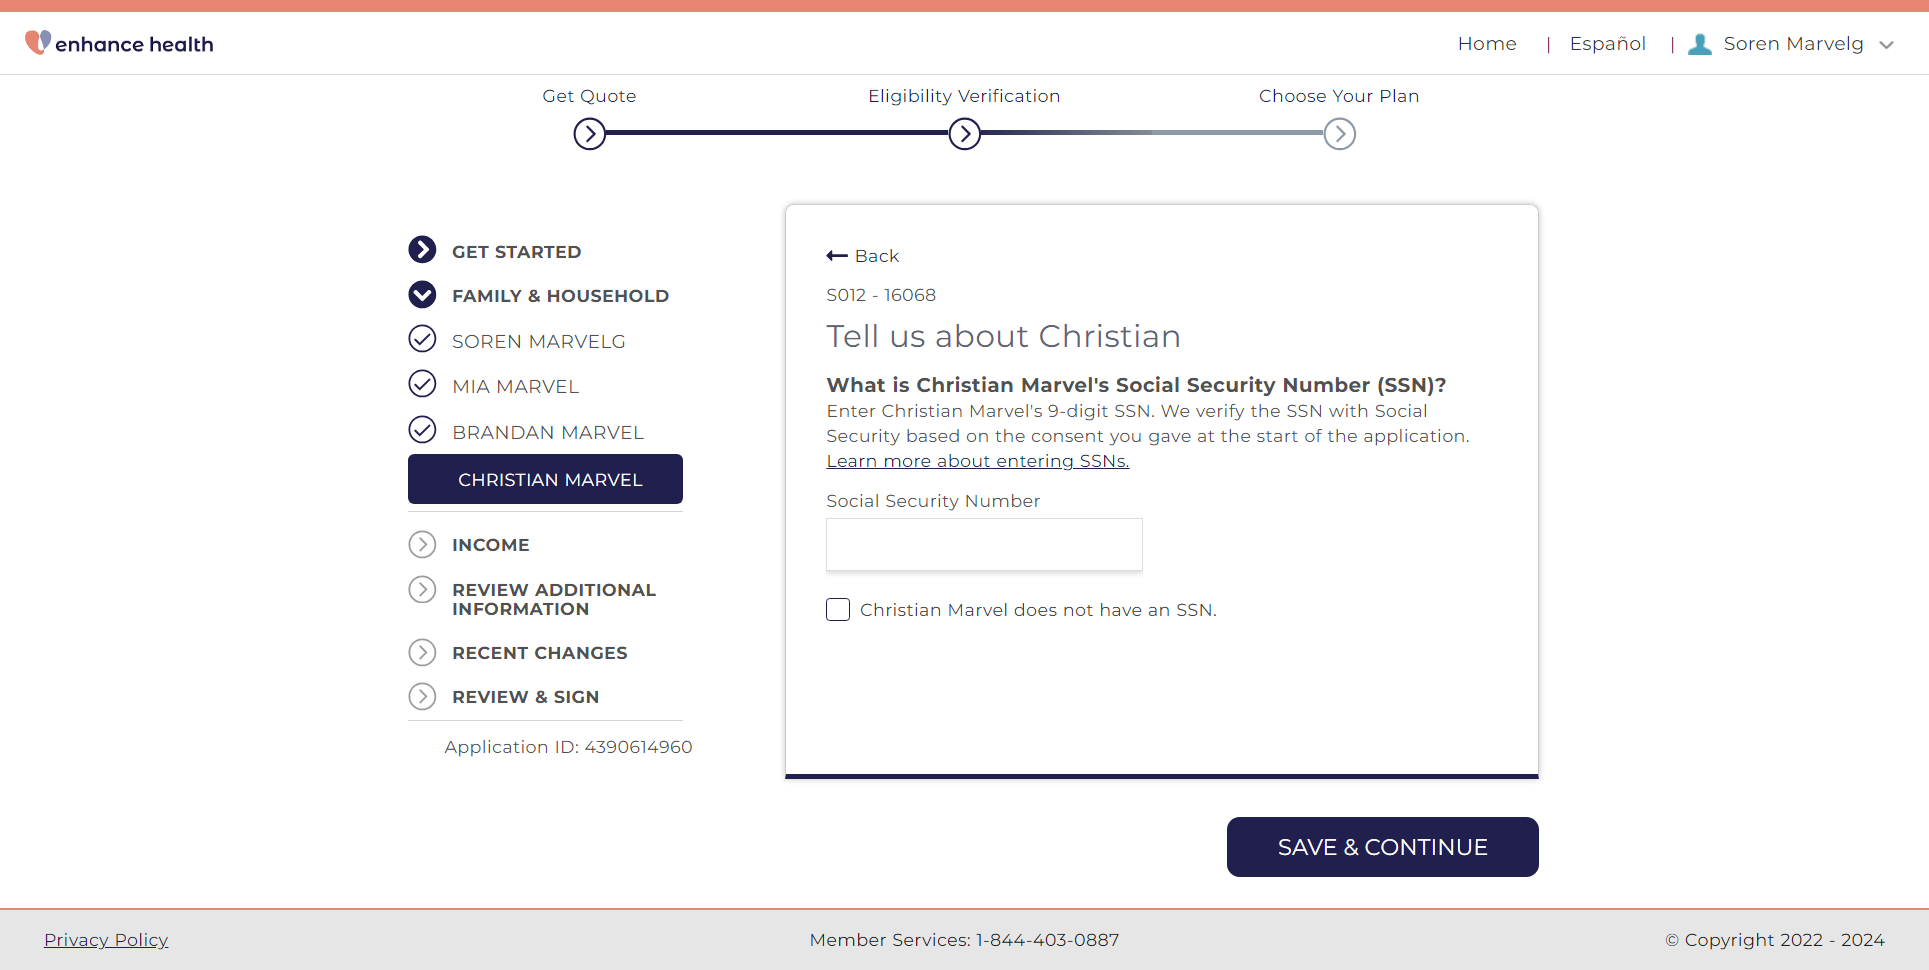 enhance health
Home | Español | Soren Marvelg
Get Quote
Eligibility Verification
Choose Your Plan
GET STARTED
FAMILY & HOUSEHOLD
SOREN MARVELG
MIA MARVEL
BRANDAN MARVEL
CHRISTIAN MARVEL
INCOME
REVIEW ADDITIONAL
INFORMATION
RECENT CHANGES
REVIEW & SIGN
Application ID: 4390614960
Back
S012 - 16068
Tell us about Christian
What is Christian Marvel's Social Security Number (SSN)?
Enter Christian Marvel's 9-digit SSN. We verify the SSN with Social
Security based on the consent you gave at the start of the application.
Learn more about entering SSNs.
Social Security Number
Christian Marvel does not have an SSN.
SAVE & CONTINUE
Privacy Policy
Member Services: 1-844-403-0887
© Copyright 2022 - 2024